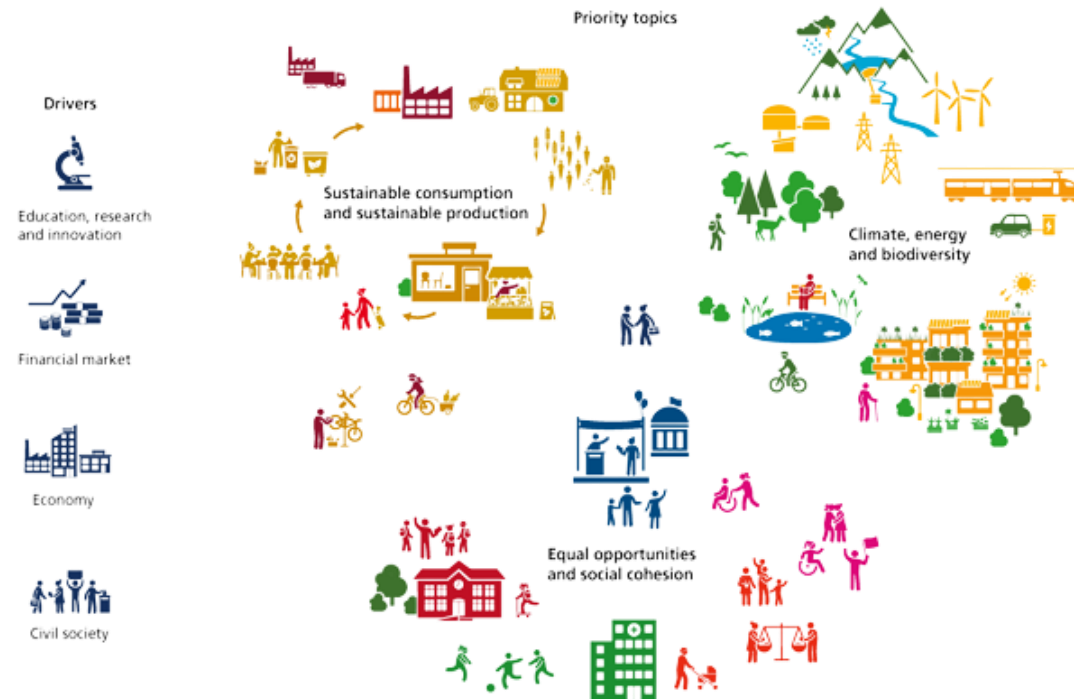 Priority topics
Drivers
Education, research
and innovation
Financial market
Economy
Civil society
Sustainable consumption
and sustainable production
Climate, energy
and biodiversity
Equal opportunities
and social cohesion